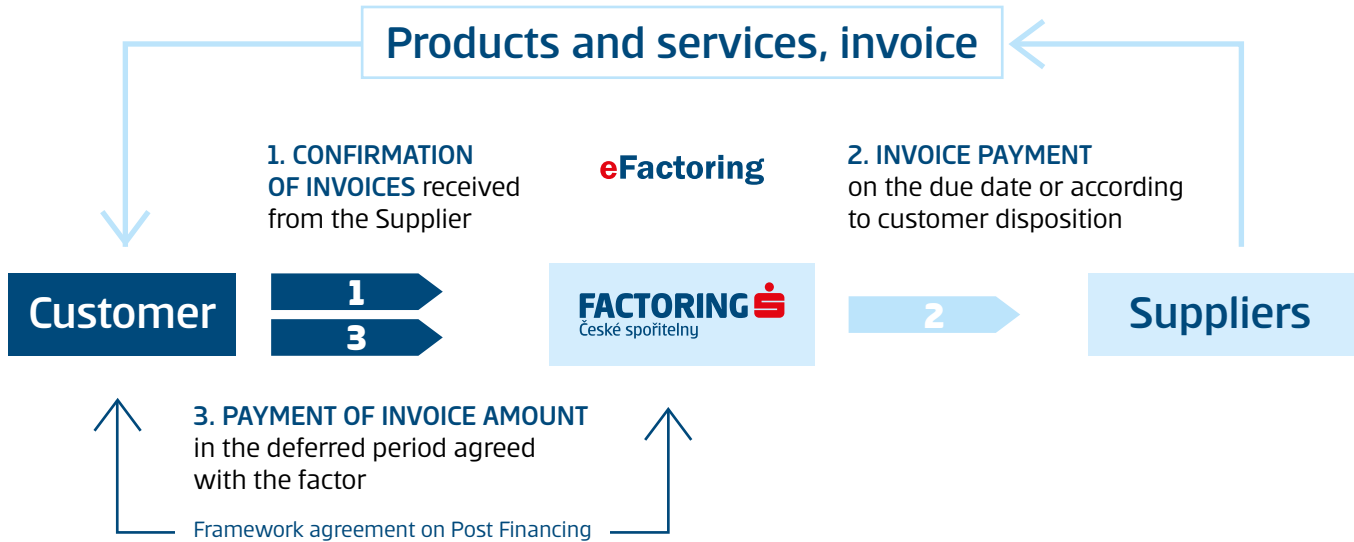 Products and services, invoice
1. CONFIRMATION
OF INVOICES received
from the Supplier
eFactoring
2. INVOICE PAYMENT
on the due date or according
to customer disposition
Customer
1
3
FACTORING
České spořitelny
2
Suppliers
3. PAYMENT OF INVOICE AMOUNT
in the deferred period agreed
with the factor
Framework agreement on Post Financing